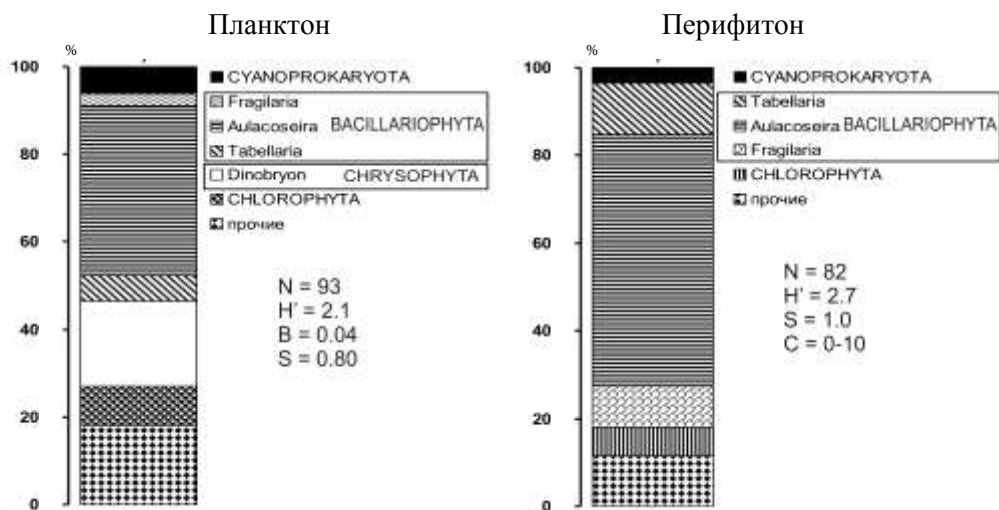 Планктон
%
100
80
60
40
20
0
CYANOPROKARYOTA
Fragilaria
Aulacoseira BACILLARIOPHYTA
Tabellaria
Dinobryon CHRYSOPHYTA
CHLOROPHYTA
прочие
N = 93
H' = 2.1
B = 0.04
S = 0.80
Перифитон
%
100
80
60
40
20
0
CYANOPROKARYOTA
Tabellaria
Aulacoseira BACILLARIOPHYTA
Fragilaria
CHLOROPHYTA
прочие
N = 82
H' = 2.7
S = 1.0
C = 0-10